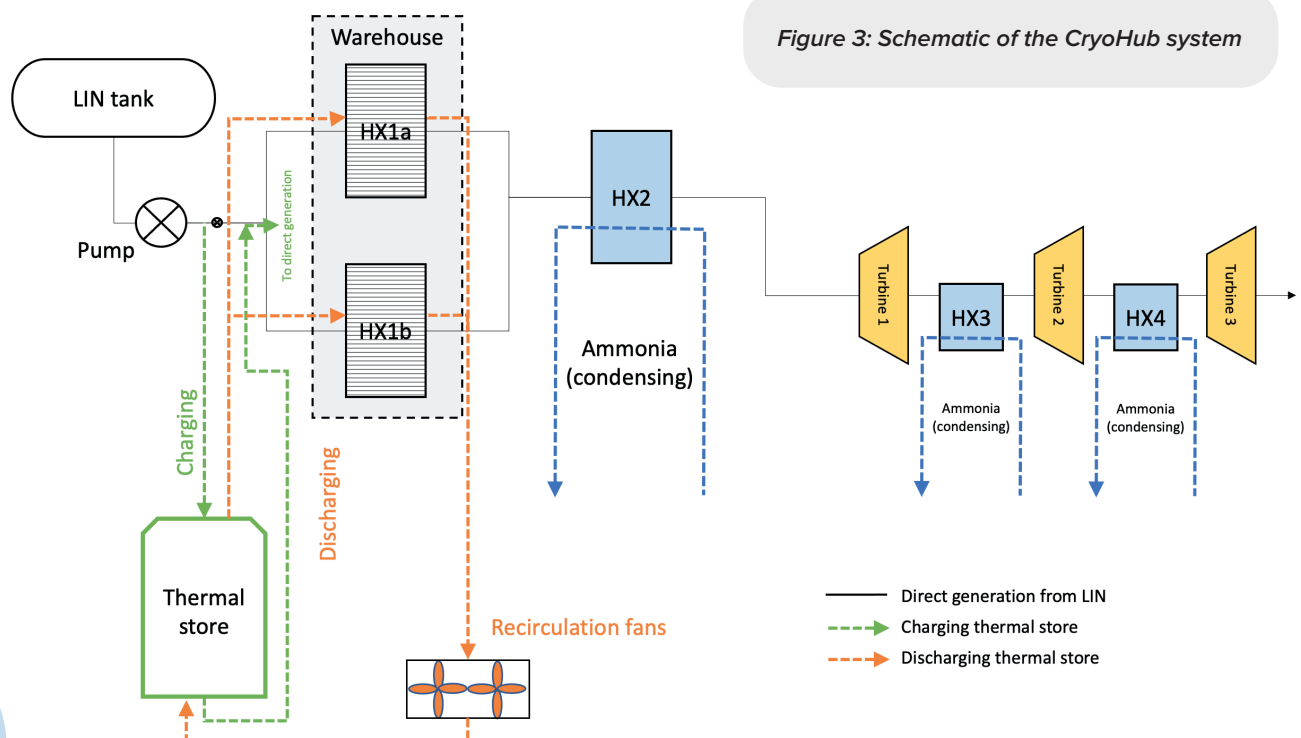 Figure 3: Schematic of the CryoHub system
Warehouse
LIN tank
HX1a
HX2
To direct generation
Pump
HX1b
Turbine 1
HX3
Turbine 2
HX4
Turbine 3
Ammonia
(condensing)
Ammonia
(condensing)
Ammonia
(condensing)
Charging
Discharging
Thermal
store
Recirculation fans
Direct generation from LIN
Charging thermal store
Discharging thermal store